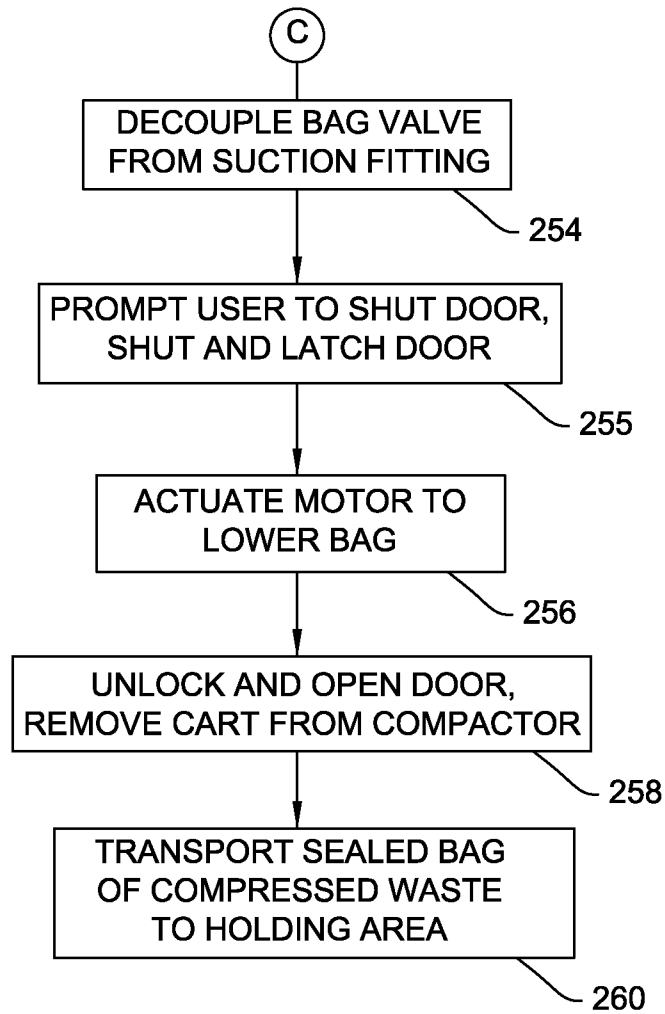 C
DECOUPLE BAG VALVE
FROM SUCTION FITTING
254
PROMPT USER TO SHUT DOOR,
SHUT AND LATCH DOOR
255
ACTUATE MOTOR TO
LOWER BAG
256
UNLOCK AND OPEN DOOR,
REMOVE CART FROM COMPACTOR
258
TRANSPORT SEALED BAG
OF COMPRESSED WASTE
TO HOLDING AREA
260